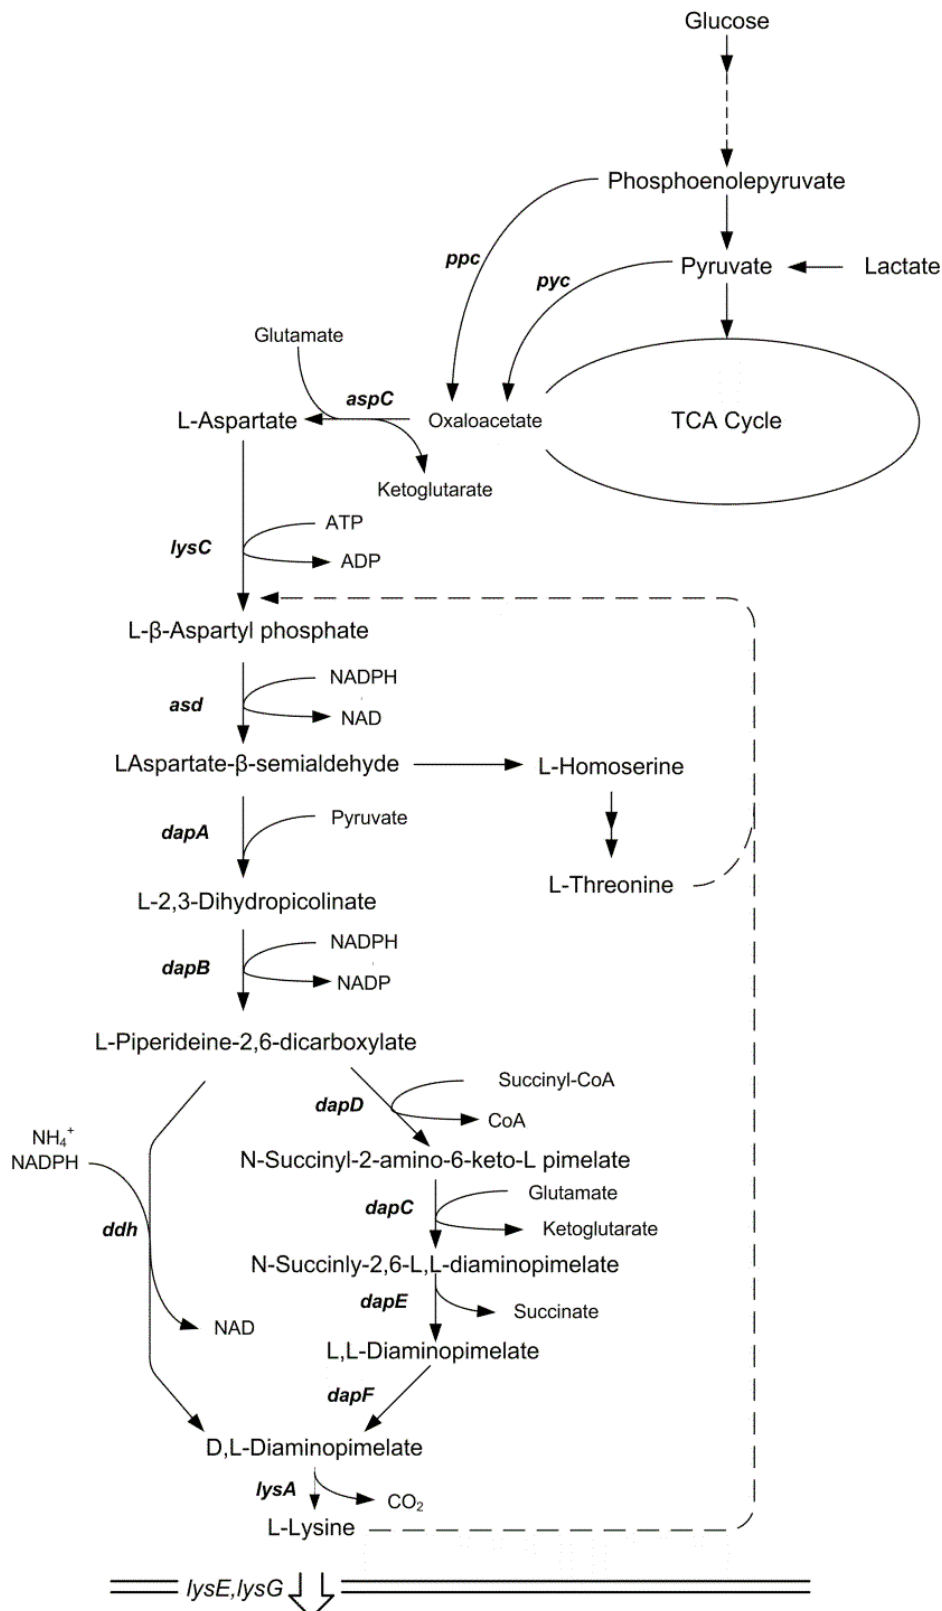 Glucose
Phosphoenolepyruvate
ppc
pyc
Pyruvate
Lactate
Glutamate
aspC
L-Aspartate
Oxaloacetate
TCA Cycle
Ketoglutarate
ATP
lysC
ADP
L-β-Aspartyl phosphate
NADPH
asd
NAD
LAspartate-β-semialdehyde
L-Homoserine
dapA
Pyruvate
L-Threonine
L-2,3-Dihydropicolinate
NADPH
dapB
NADP
L-Piperideine-2,6-dicarboxylate
Succinyl-CoA
dapD
CoA
NH₄⁺
NADPH
N-Succinyl-2-amino-6-keto-L pimelate
Glutamate
dapC
ddh
Ketoglutarate
N-Succinly-2,6-L,L-diaminopimelate
dapE
Succinate
NAD
L,L-Diaminopimelate
dapF
D,L-Diaminopimelate
lysA
CO₂
L-Lysine
lysE,lysG